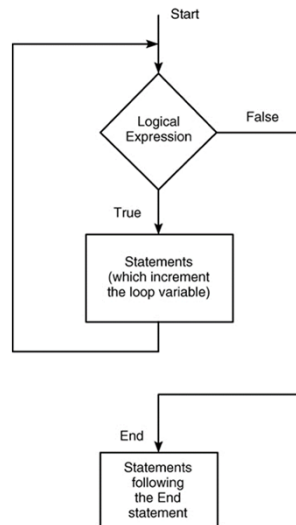 Start
Logical
Expression
False
True
Statements
(which increment
the loop variable)
End
Statements
following
the End
statement